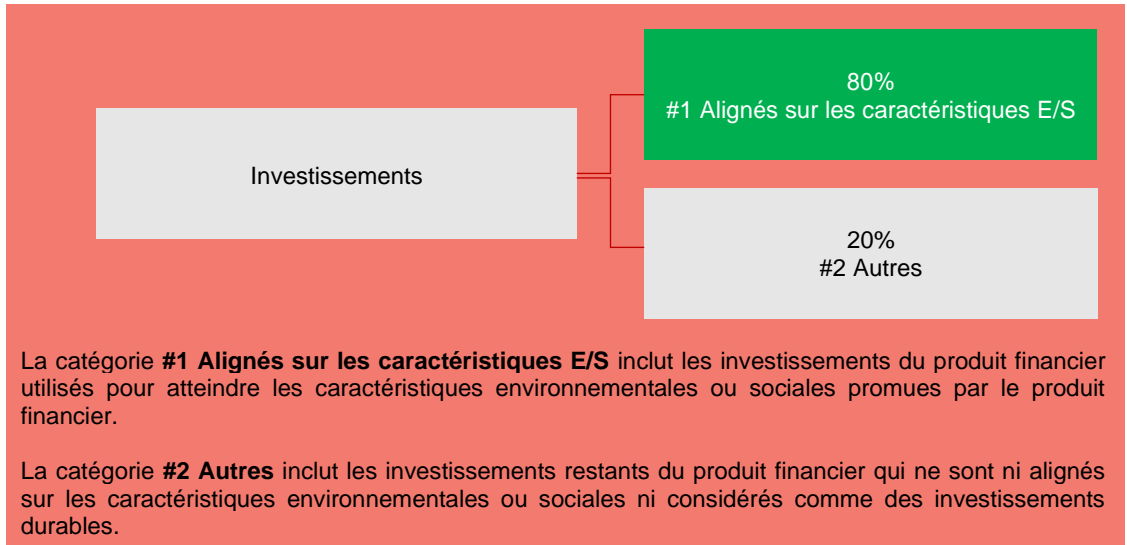 80%
#1 Alignés sur les caractéristiques E/S
Investissements
20%
#2 Autres
La catégorie #1 Alignés sur les caractéristiques E/S inclut les investissements du produit financier
utilisés pour atteindre les caractéristiques environnementales ou sociales promues par le produit
financier.
La catégorie #2 Autres inclut les investissements restants du produit financier qui ne sont ni alignés
sur les caractéristiques environnementales ou sociales ni considérés comme des investissements
durables.